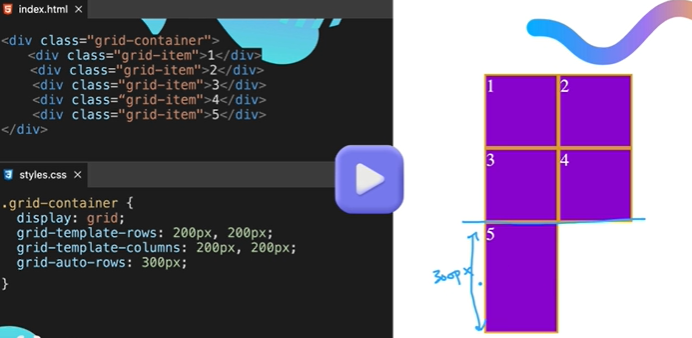 index.html
<div class="grid-container">
<div class="grid-item">1</div>
<div class="grid-item">2</div>
<div class="grid-item">3</div>
<div class=“grid-item">4</div>
<div class="grid-item">5</div>
</div>
styles.css
.grid-container {
display: grid;
grid-template-rows: 200px, 200px;
grid-template-columns: 200px, 200px;
grid-auto-rows: 300px;
}
1 2
3 4
5
300px